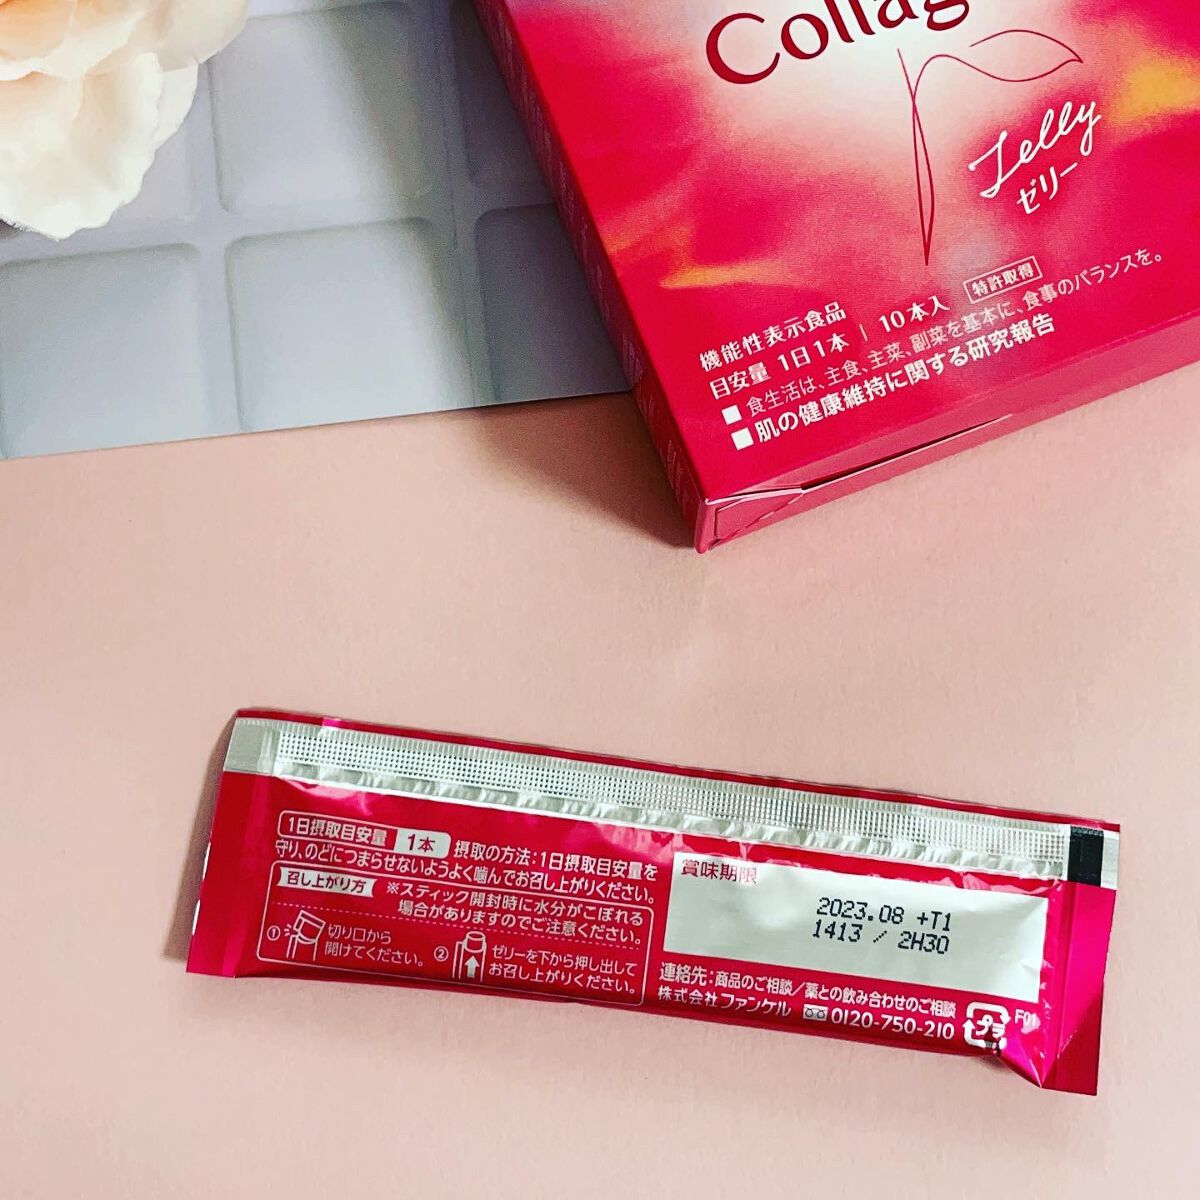 Collag
Jelly
ゼリー
機能性表示食品
目安量 1日1本 | 10本入 特許取得
■ 食生活は、主食、主菜、副菜を基本に、食事のバランスを。
■ 肌の健康維持に関する研究報告
1日摂取目安量 1本 摂取の方法:1日摂取目安量を
守り、のどにつまらせないようよく噛んでお召し上がりください。
召し上がり方 ※スティック開封時に水分がこぼれる
場合がありますのでご注意ください。
① 切り口から
開けてください。
② ゼリーを下から押し出して
お召し上がりください。
賞味期限
2023.08 +T1
1413 / 2H30
連絡先:商品のご相談/薬との飲み合わせのご相談
株式会社ファンケル 0120-750-210
プラ
F01